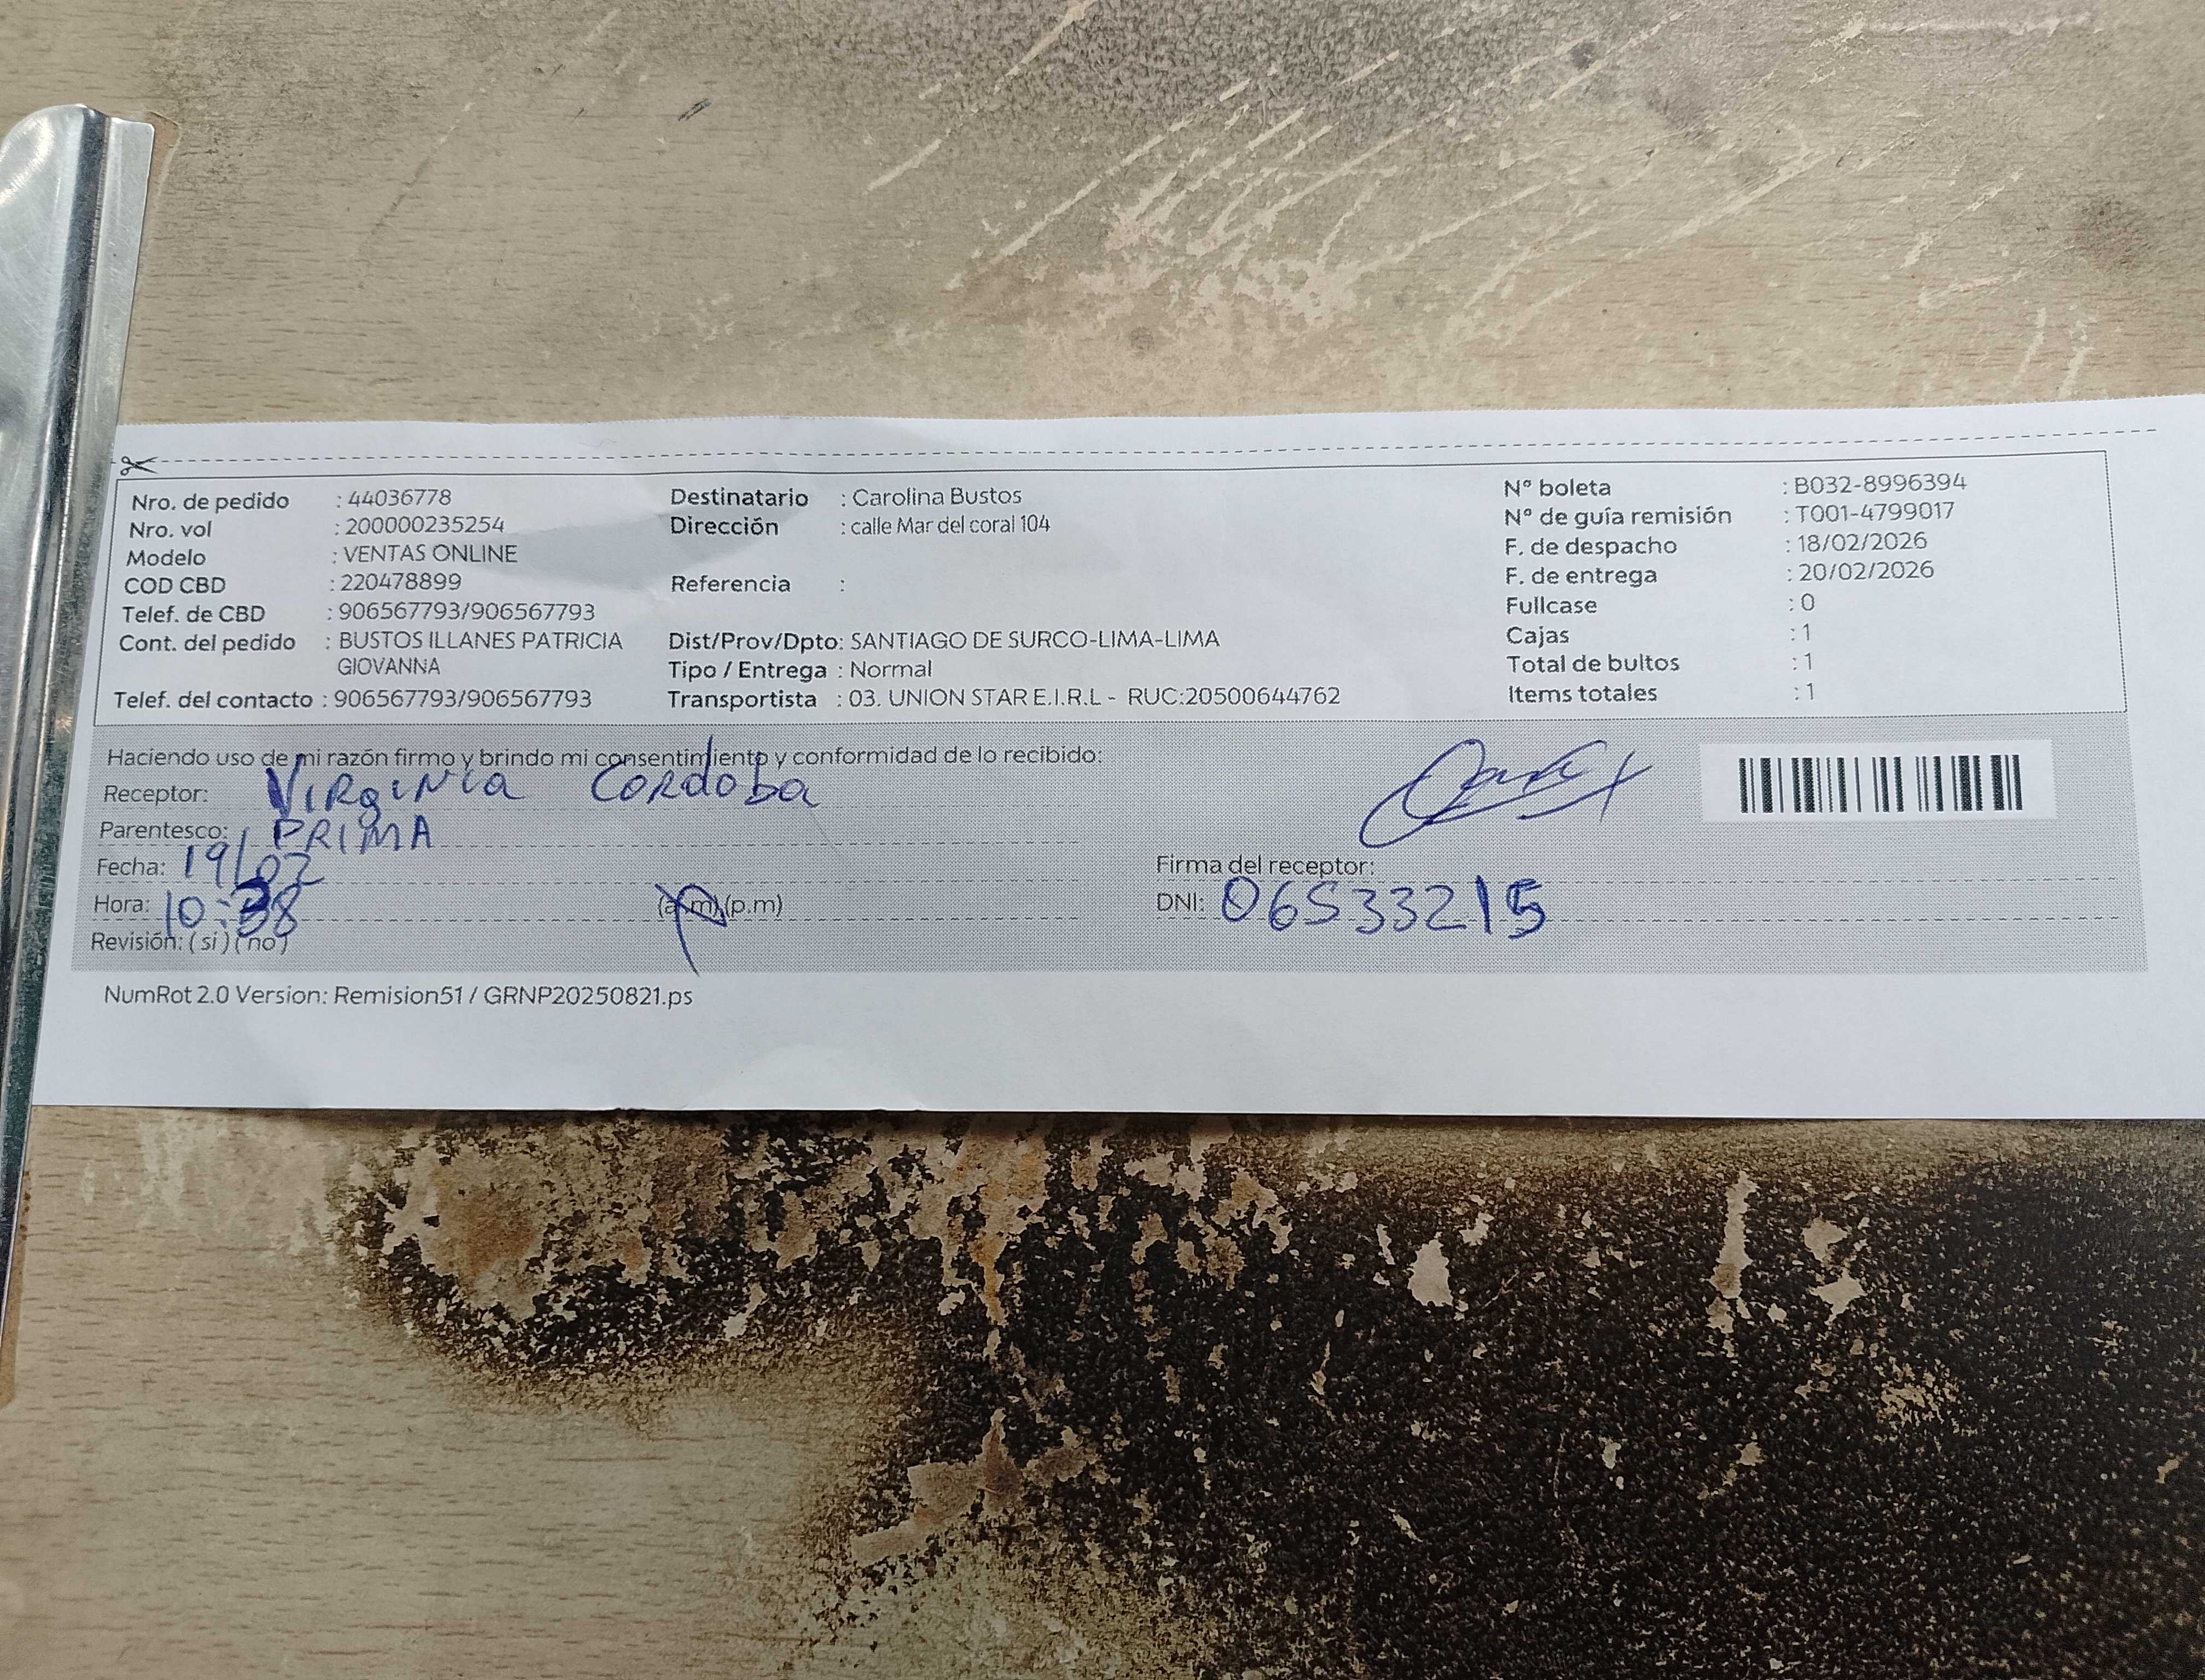 Nro. de pedido : 44036778
Nro. vol : 200000235254
Modelo : VENTAS ONLINE
COD CBD : 220478899
Telef. de CBD : 906567793/906567793
Cont. del pedido : BUSTOS ILLANES PATRICIA
GIOVANNA
Telef. del contacto : 906567793/906567793
Destinatario : Carolina Bustos
Dirección : calle Mar del coral 104
Referencia :
Dist/Prov/Dpto: SANTIAGO DE SURCO-LIMA-LIMA
Tipo / Entrega : Normal
Transportista : 03. UNION STAR E.I.R.L - RUC:20500644762
N° boleta : B032-8996394
N° de guía remisión : T001-4799017
F. de despacho : 18/02/2026
F. de entrega : 20/02/2026
Fullcase : 0
Cajas : 1
Total de bultos : 1
Items totales : 1
Haciendo uso de mi razón firmo y brindo mi consentimiento y conformidad de lo recibido:
Receptor: Virginia Cordoba
Parentesco: PRIMA
Fecha: 19/02
Hora: 10:38 (a.m) (p.m)
Revisión: ( si ) ( no )
Firma del receptor:
DNI: 06533215
NumRot 2.0 Version: Remision51 / GRNP20250821.ps